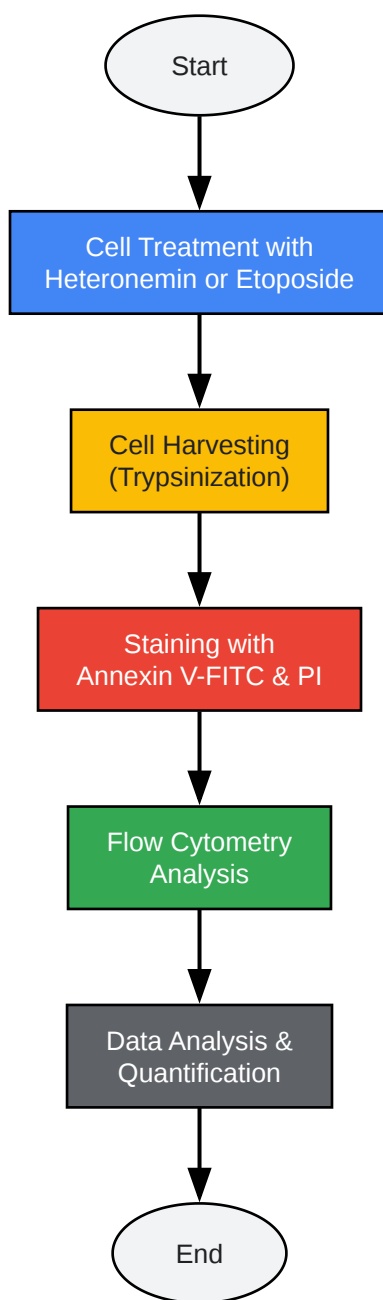 Start
Cell Treatment with
Heteronemin or Etoposide
Cell Harvesting
(Trypsinization)
Staining with
Annexin V-FITC & PI
Flow Cytometry
Analysis
Data Analysis &
Quantification
End